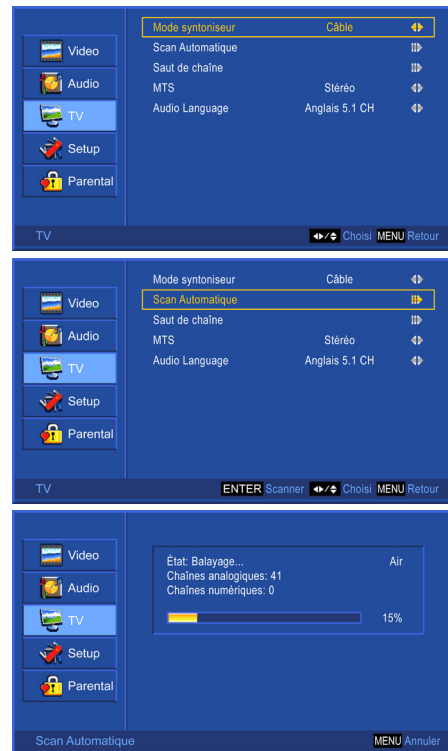 Mode syntoniseur Câble
Scan Automatique
Saut de chaîne
MTS Stéréo
Audio Language Anglais 5.1 CH
Video
Audio
TV
Setup
Parental
TV Choisi MENU Retour
Mode syntoniseur Câble
Scan Automatique
Saut de chaîne
MTS Stéréo
Audio Language Anglais 5.1 CH
Video
Audio
TV
Setup
Parental
TV ENTER Scanner Choisi MENU Retour
État: Balayage... Air
Chaînes analogiques: 41
Chaînes numériques: 0
15%
Video
Audio
TV
Setup
Parental
Scan Automatique MENU Annuler